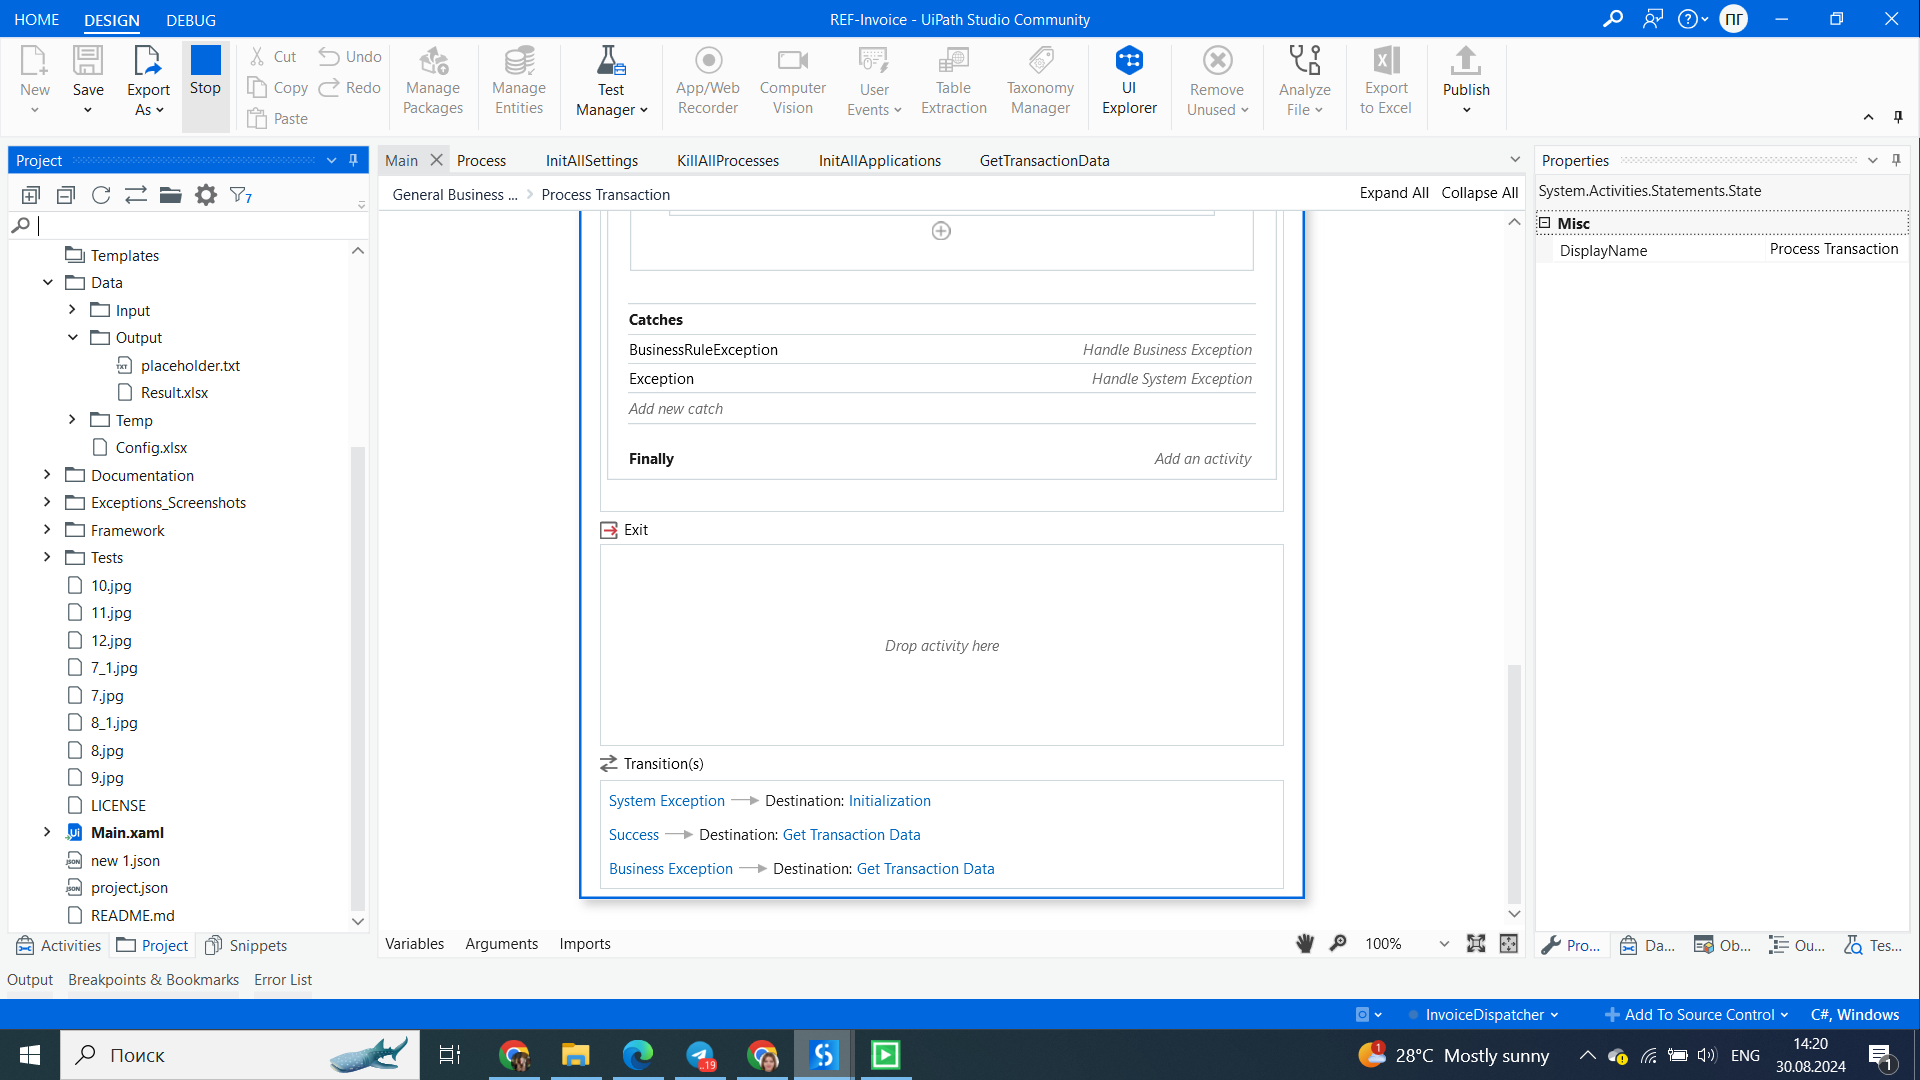 HOME DESIGN DEBUG REF-Invoice - UiPath Studio Community ПГ
New Save Export As Stop Cut Copy Paste Undo Redo Manage Packages Manage Entities Test Manager App/Web Recorder Computer Vision User Events Table Extraction Taxonomy Manager UI Explorer Remove Unused Analyze File Export to Excel Publish
Project
7
Templates
Data
Input
Output
placeholder.txt
Result.xlsx
Temp
Config.xlsx
Documentation
Exceptions_Screenshots
Framework
Tests
10.jpg
11.jpg
12.jpg
7_1.jpg
7.jpg
8_1.jpg
8.jpg
9.jpg
LICENSE
Main.xaml
new 1.json
project.json
README.md
Activities Project Snippets
Main Process InitAllSettings KillAllProcesses InitAllApplications GetTransactionData
General Business ... Process Transaction Expand All Collapse All
Catches
BusinessRuleException Handle Business Exception
Exception Handle System Exception
Add new catch
Finally Add an activity
Exit
Drop activity here
Transition(s)
System Exception Destination: Initialization
Success Destination: Get Transaction Data
Business Exception Destination: Get Transaction Data
Variables Arguments Imports 100%
Properties
System.Activities.Statements.State
Misc
DisplayName Process Transaction
Pro... Da... Ob... Ou... Tes...
Output Breakpoints & Bookmarks Error List
InvoiceDispatcher Add To Source Control C#, Windows
Поиск ..19 1 28°C Mostly sunny ENG 14:20
30.08.2024 1